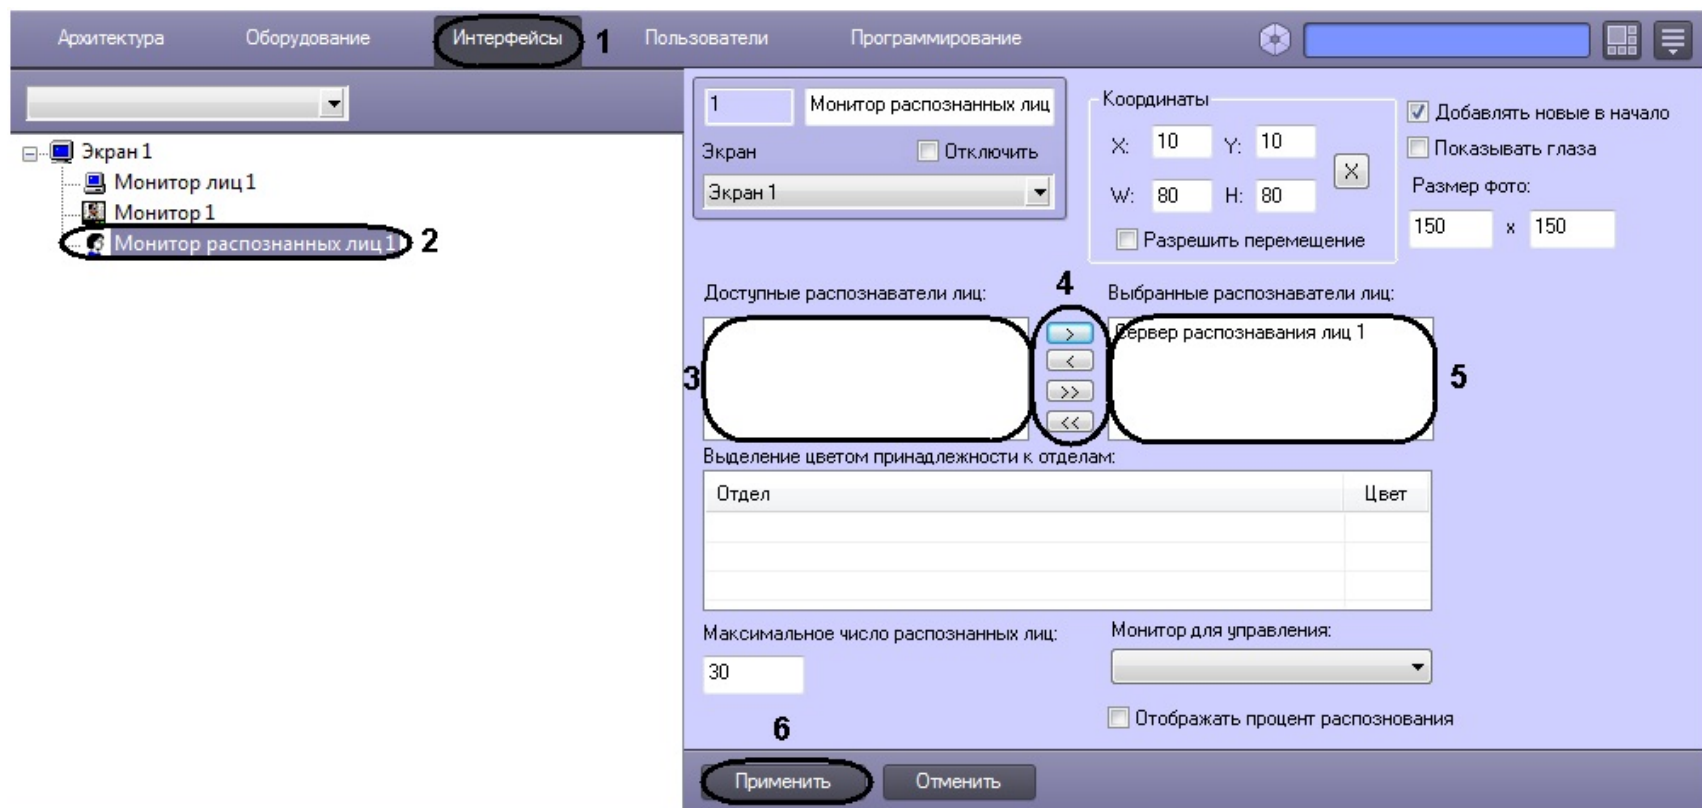 Архитектура Оборудование Интерфейсы 1 Пользователи Программирование
1 Монитор распознанных лиц
Экран Отключить
Экран 1
Координаты
X: 10 Y: 10
X
W: 80 H: 80
Разрешить перемещение
Добавлять новые в начало
Показывать глаза
Размер фото:
150 x 150
Экран 1
Монитор лиц 1
Монитор 1
Монитор распознанных лиц 1 2
Доступные распознаватели лиц: 4 Выбранные распознаватели лиц:
> Сервер распознавания лиц 1
<
3 >> 5
<<
Выделение цветом принадлежности к отделам:
Отдел Цвет
Максимальное число распознанных лиц: Монитор для управления:
30
6 Отображать процент распознования
Применить Отменить